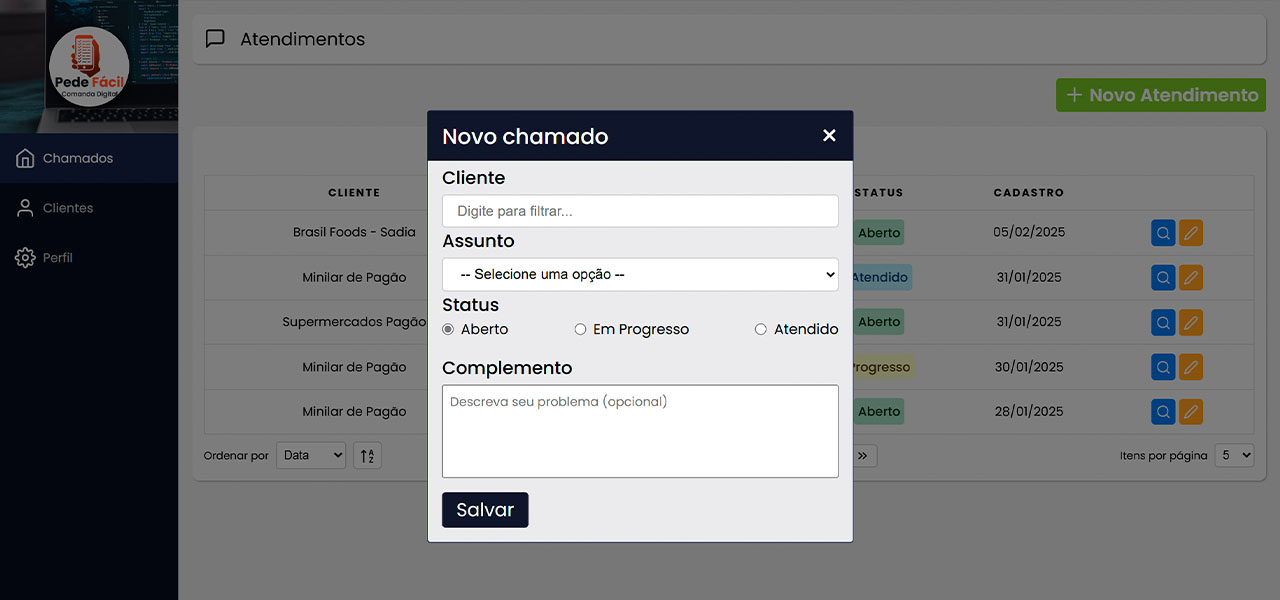 Pede Fácil
Comanda Digital
Chamados
Clientes
Perfil
Atendimentos
+ Novo Atendimento
CLIENTE STATUS CADASTRO
Brasil Foods - Sadia Aberto 05/02/2025
Minilar de Pagão Atendido 31/01/2025
Supermercados Pagão Aberto 31/01/2025
Minilar de Pagão Progresso 30/01/2025
Minilar de Pagão Aberto 28/01/2025
Ordenar por Data » Itens por página 5
Novo chamado ×
Cliente
Digite para filtrar...
Assunto
-- Selecione uma opção --
Status
Aberto Em Progresso Atendido
Complemento
Descreva seu problema (opcional)
Salvar